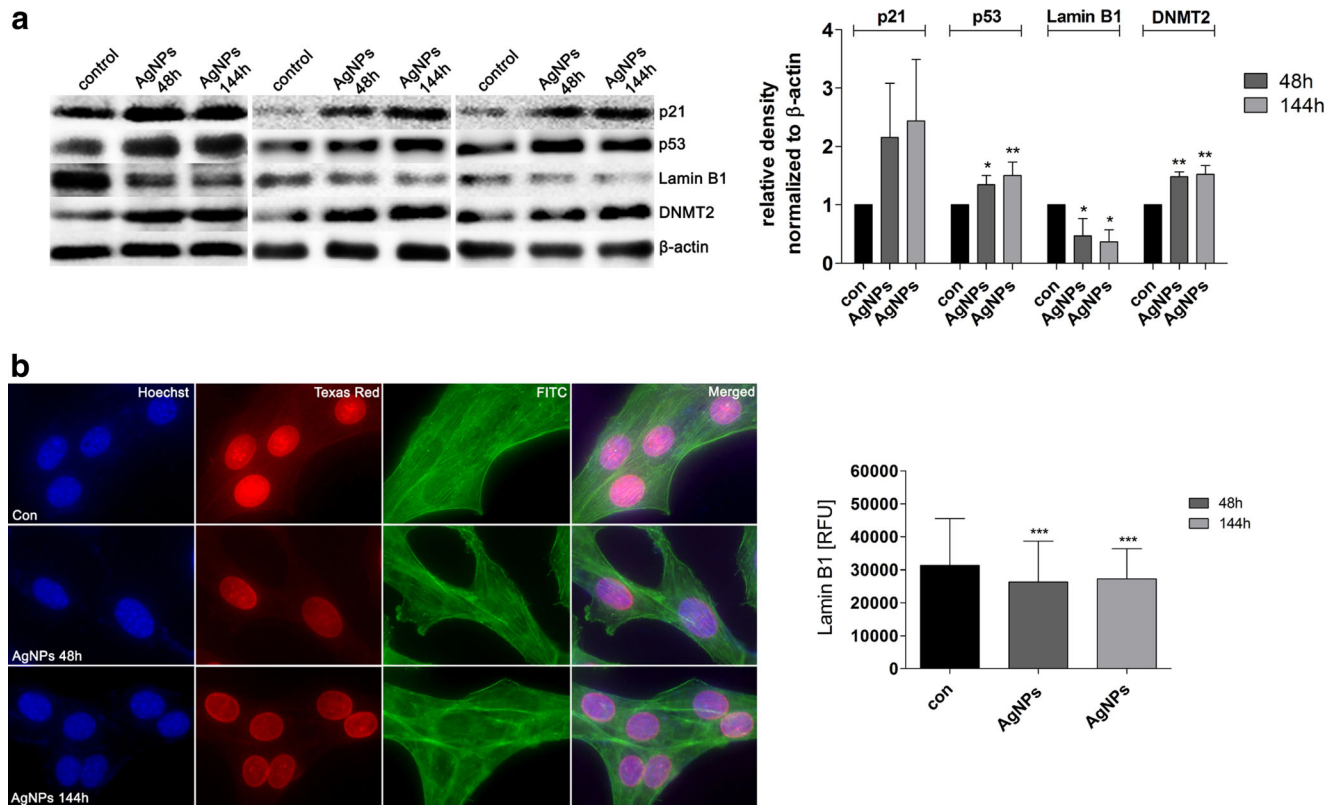 a
control AgNPs 48h AgNPs 144h control AgNPs 48h AgNPs 144h control AgNPs 48h AgNPs 144h
p21
p53
Lamin B1
DNMT2
β-actin
p21 p53 Lamin B1 DNMT2
relative density
normalized to β-actin
4
3
2
1
0
* ** * * ** **
con AgNPs AgNPs con AgNPs AgNPs con AgNPs AgNPs con AgNPs AgNPs
48h
144h
b
Hoechst Texas Red FITC Merged
Con
AgNPs 48h
AgNPs 144h
Lamin B1 [RFU]
60000
50000
40000
30000
20000
10000
0
*** ***
con AgNPs AgNPs
48h
144h